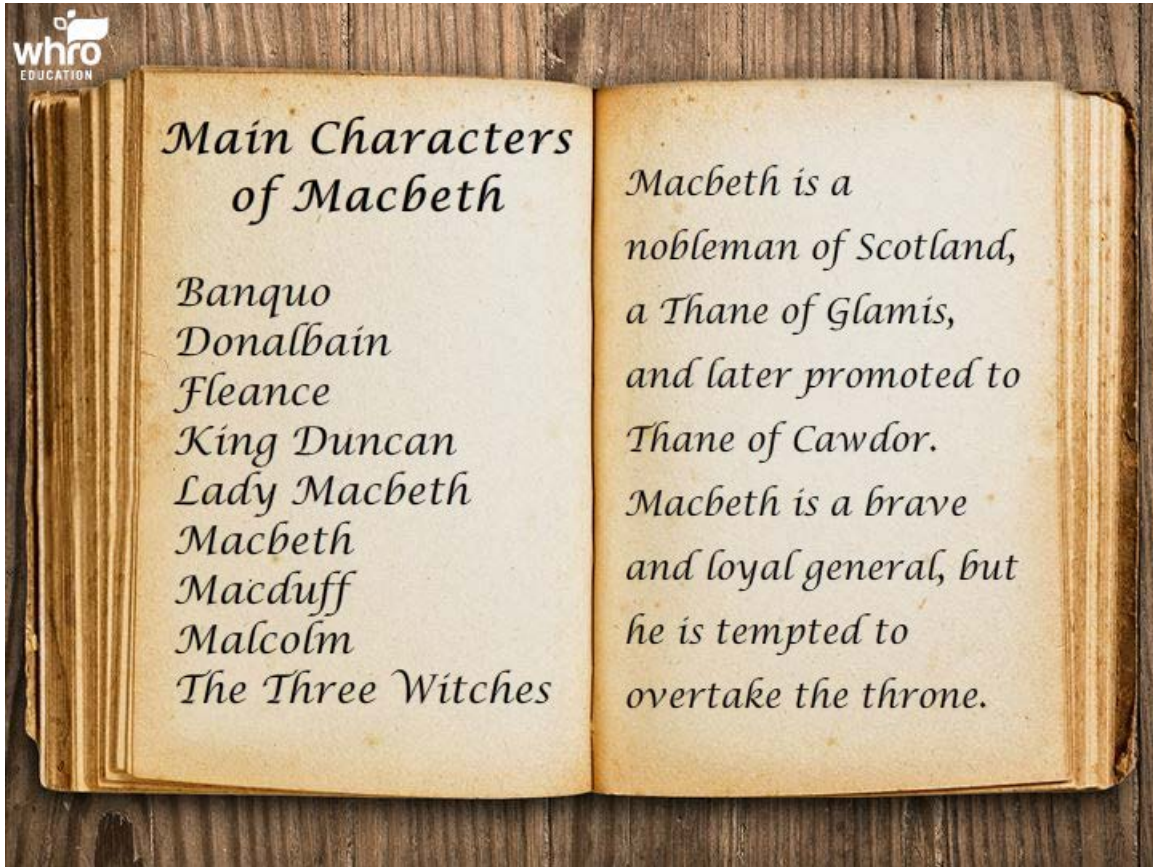 whro
EDUCATION
Main Characters
of Macbeth
Banquo
Donalbain
Fleance
King Duncan
Lady Macbeth
Macbeth
Macduff
Malcolm
The Three Witches
Macbeth is a
nobleman of Scotland,
a Thane of Glamis,
and later promoted to
Thane of Cawdor.
Macbeth is a brave
and loyal general, but
he is tempted to
overtake the throne.